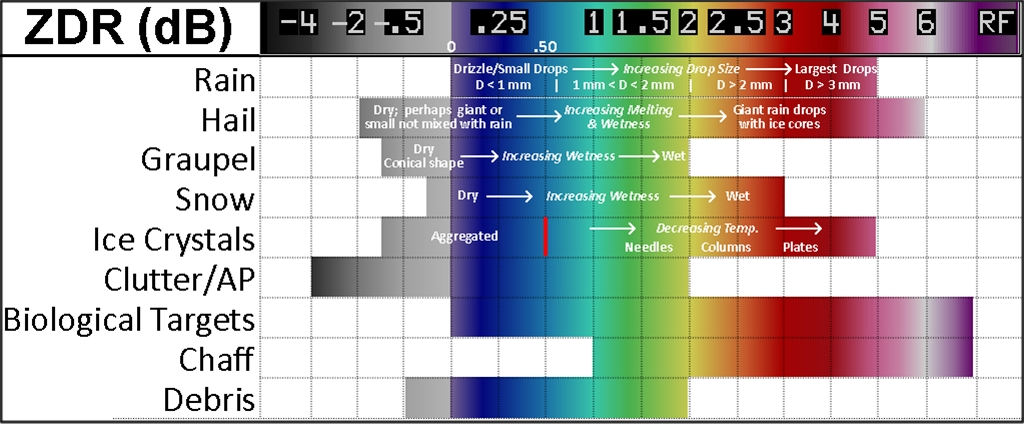 ZDR (dB) -4 -2 -.5 .25 1 1.5 2 2.5 3 4 5 6 RF
0 .50
Rain Drizzle/Small Drops Increasing Drop Size Largest Drops
D < 1 mm | 1 mm < D < 2 mm | D > 2 mm | D > 3 mm
Hail Dry; perhaps giant or Increasing Melting Giant rain drops
small not mixed with rain & Wetness with ice cores
Graupel Dry Increasing Wetness Wet
Conical shape
Snow Dry Increasing Wetness Wet
Ice Crystals Aggregated Decreasing Temp.
Needles Columns Plates
Clutter/AP
Biological Targets
Chaff
Debris